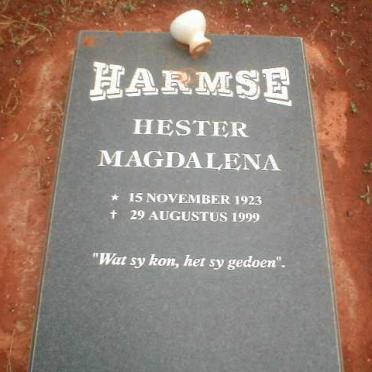 HARMSE
HESTER
MAGDALENA
* 15 NOVEMBER 1923
† 29 AUGUSTUS 1999
"Wat sy kon, het sy gedoen".